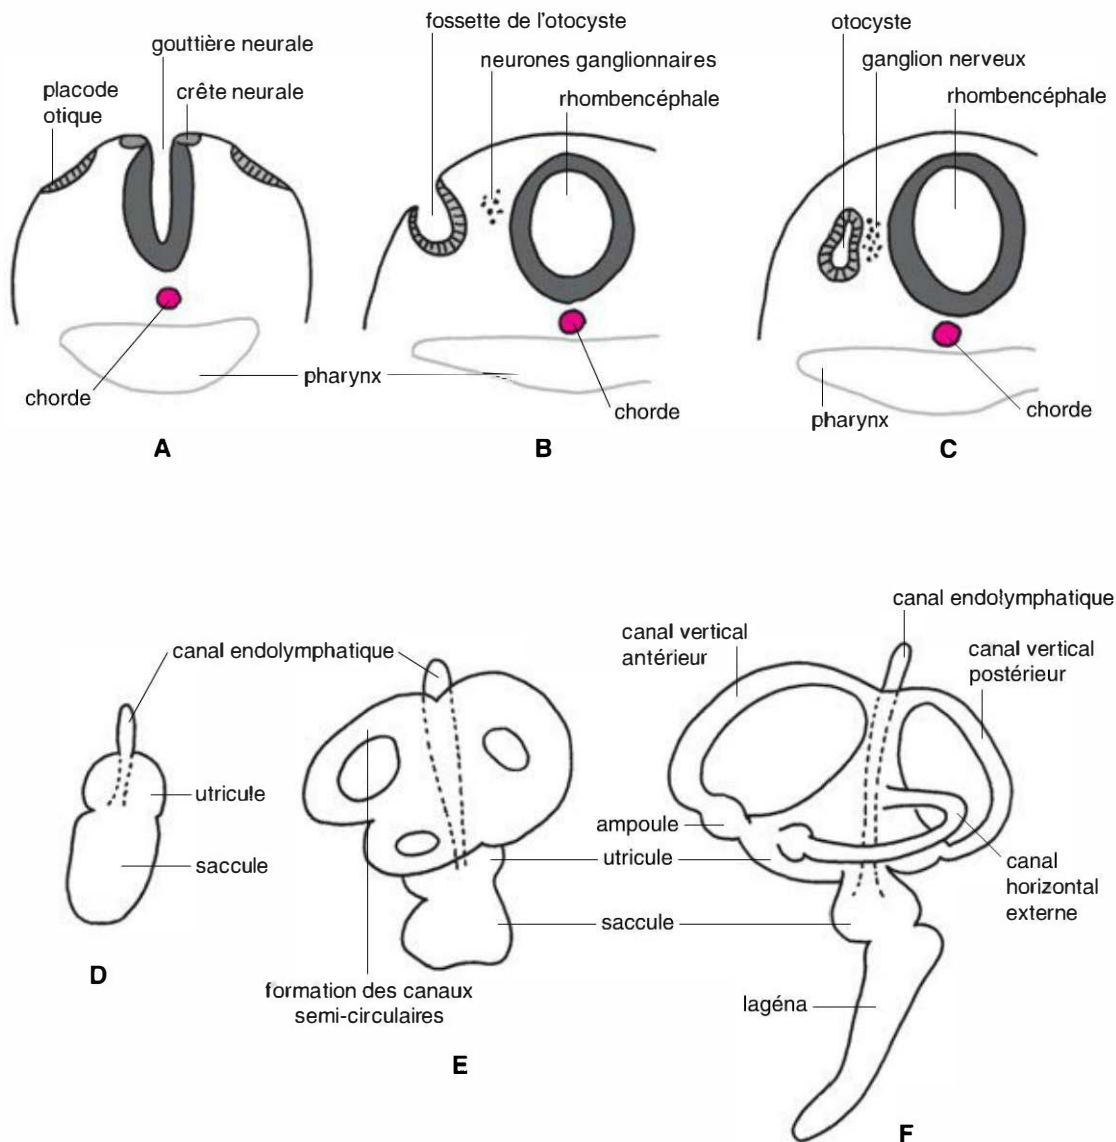 gouttière neurale
placode
otique
crête neurale
chorde
A
fossette de l'otocyste
neurones ganglionnaires
rhombencéphale
pharynx
chorde
B
otocyste
ganglion nerveux
rhombencéphale
pharynx
chorde
C
canal endolymphatique
utricule
saccule
D
formation des canaux
semi-circulaires
E
canal endolymphatique
canal vertical
antérieur
canal vertical
postérieur
ampoule
utricule
canal
horizontal
externe
saccule
lagéna
F